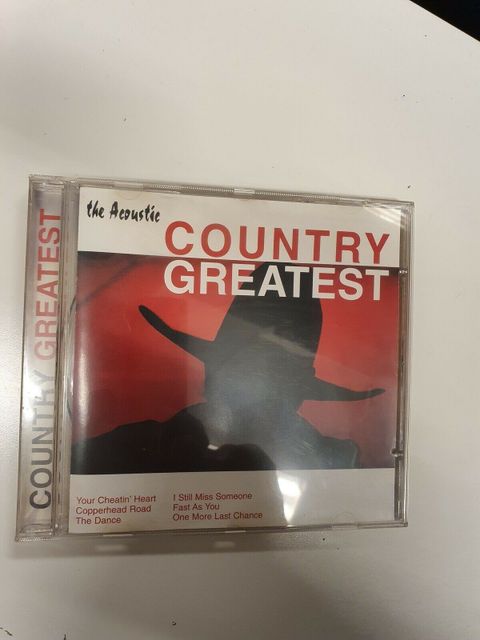 the Acoustic
COUNTRY
GREATEST
COUNTRY GREATEST
Your Cheatin' Heart
Copperhead Road
The Dance
I Still Miss Someone
Fast As You
One More Last Chance